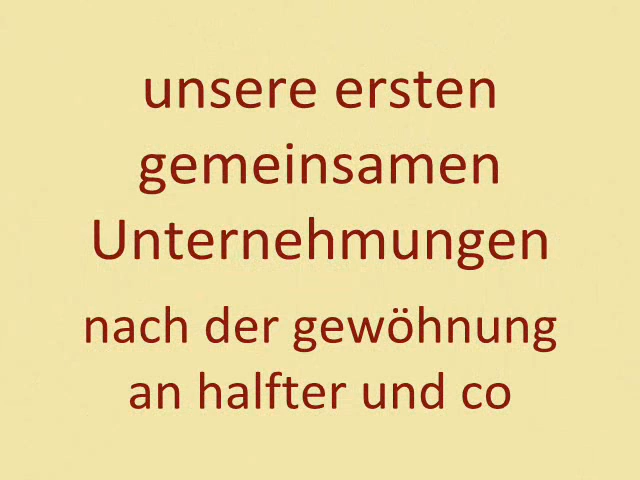 unsere ersten
gemeinsamen
Unternehmungen
nach der gewöhnung
an halfter und co